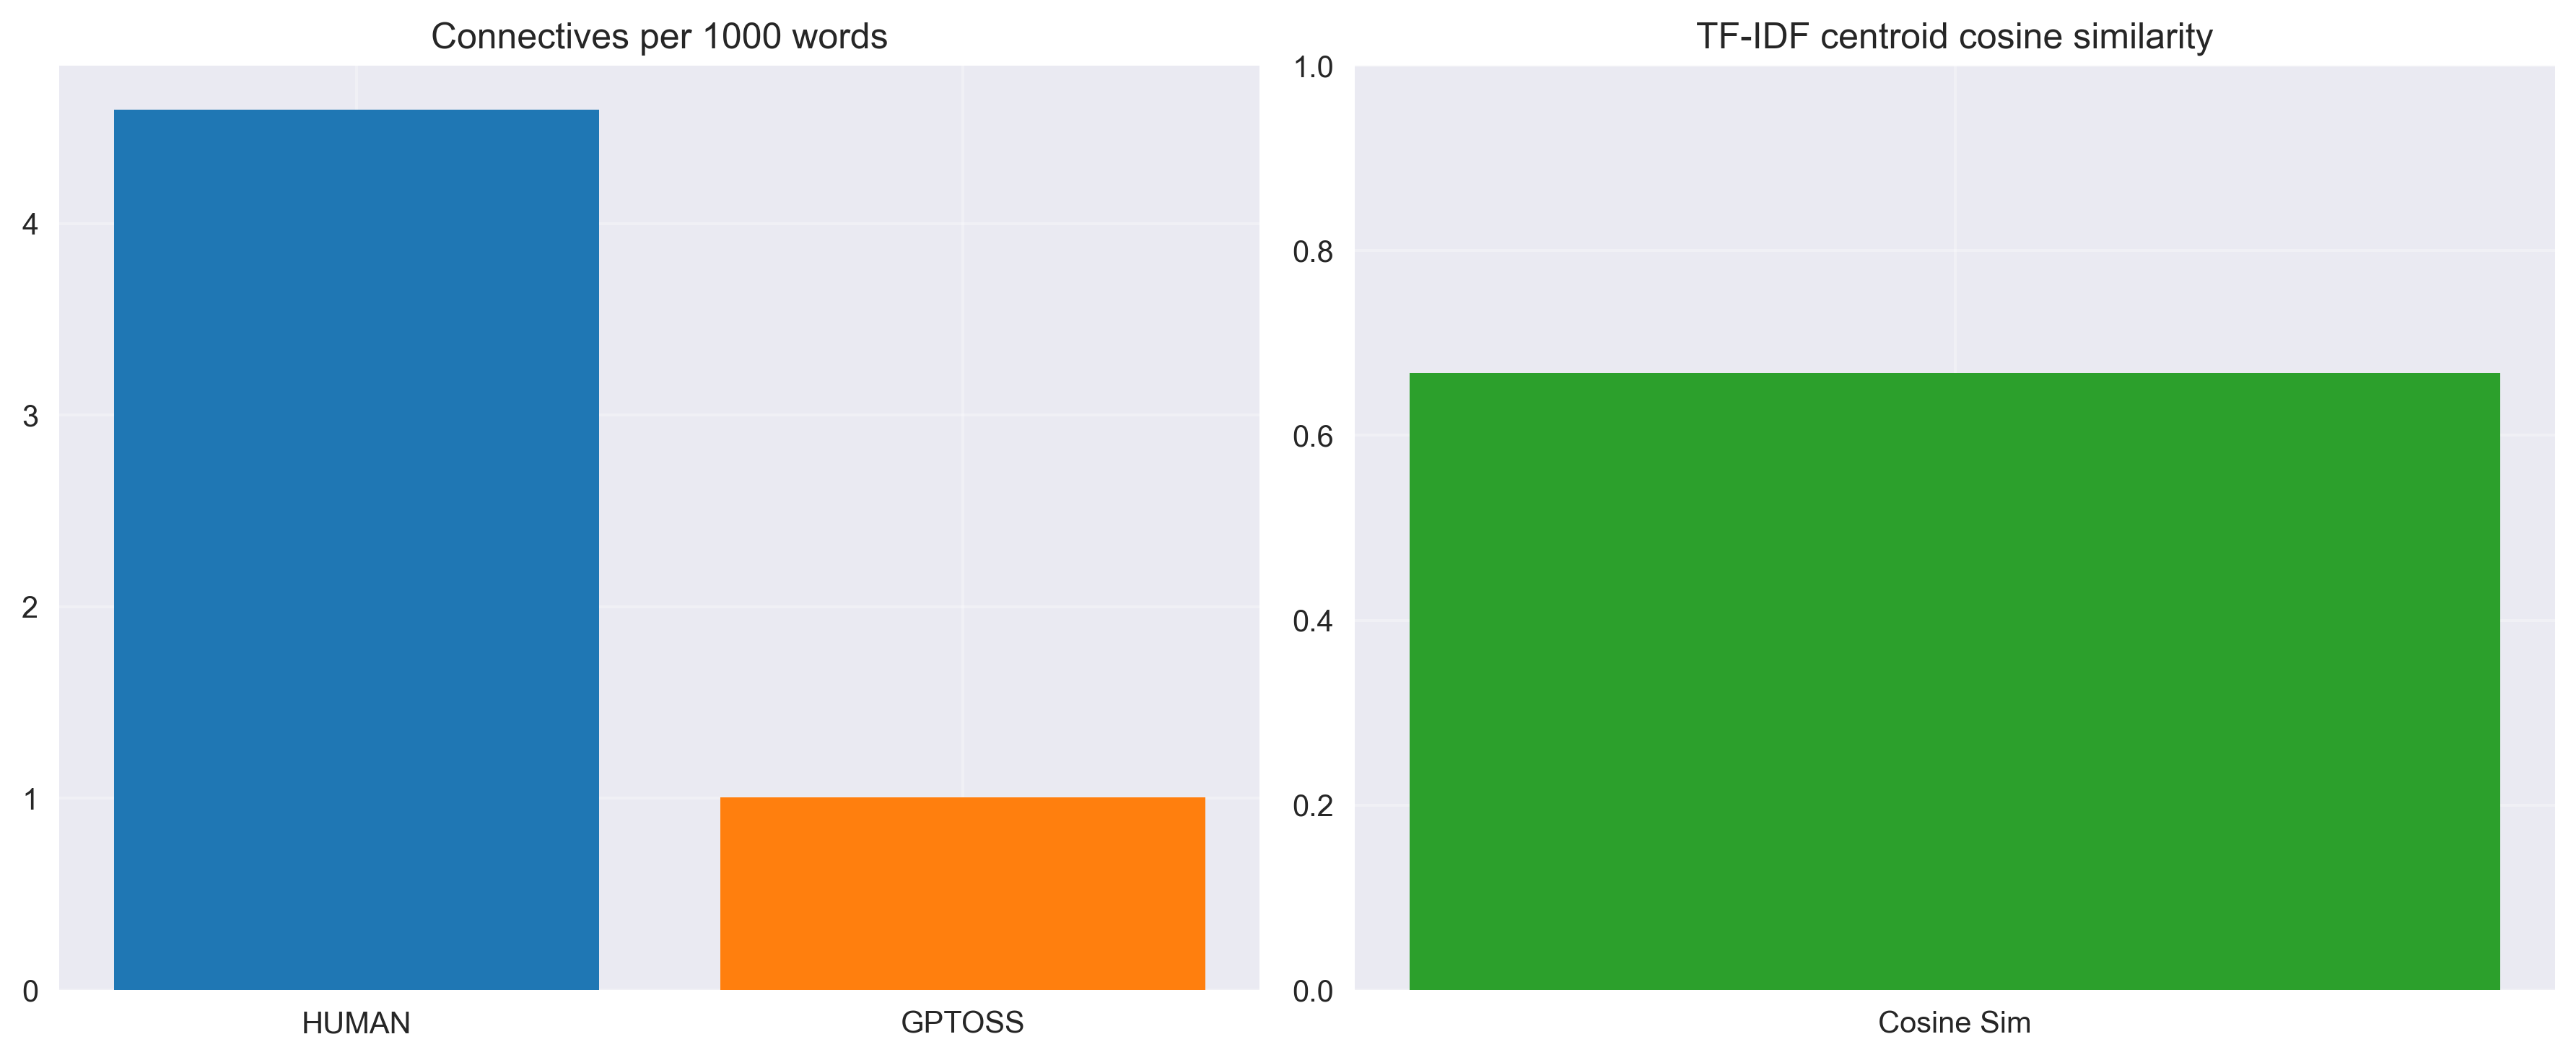 Connectives per 1000 words
4
3
2
1
0
HUMAN GPTOSS
TF-IDF centroid cosine similarity
1.0
0.8
0.6
0.4
0.2
0.0
Cosine Sim